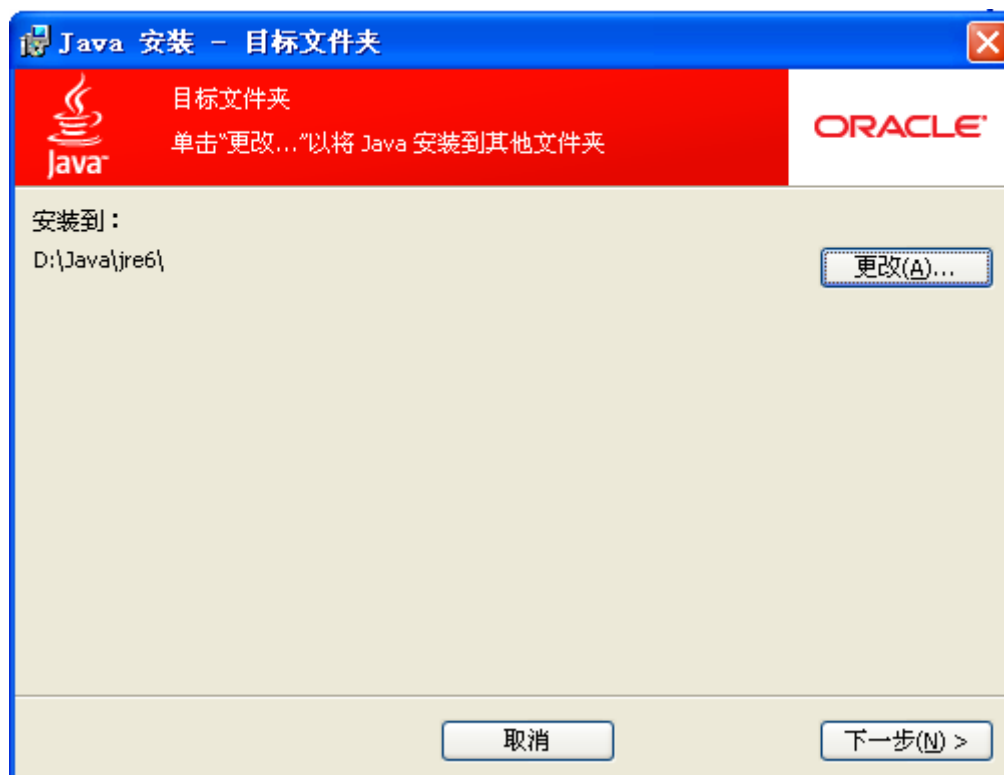 Java 安装 - 目标文件夹
目标文件夹
单击“更改...”以将 Java 安装到其他文件夹
Java™
ORACLE®
安装到：
D:\Java\jre6\
更改(A)...
取消
下一步(N) >